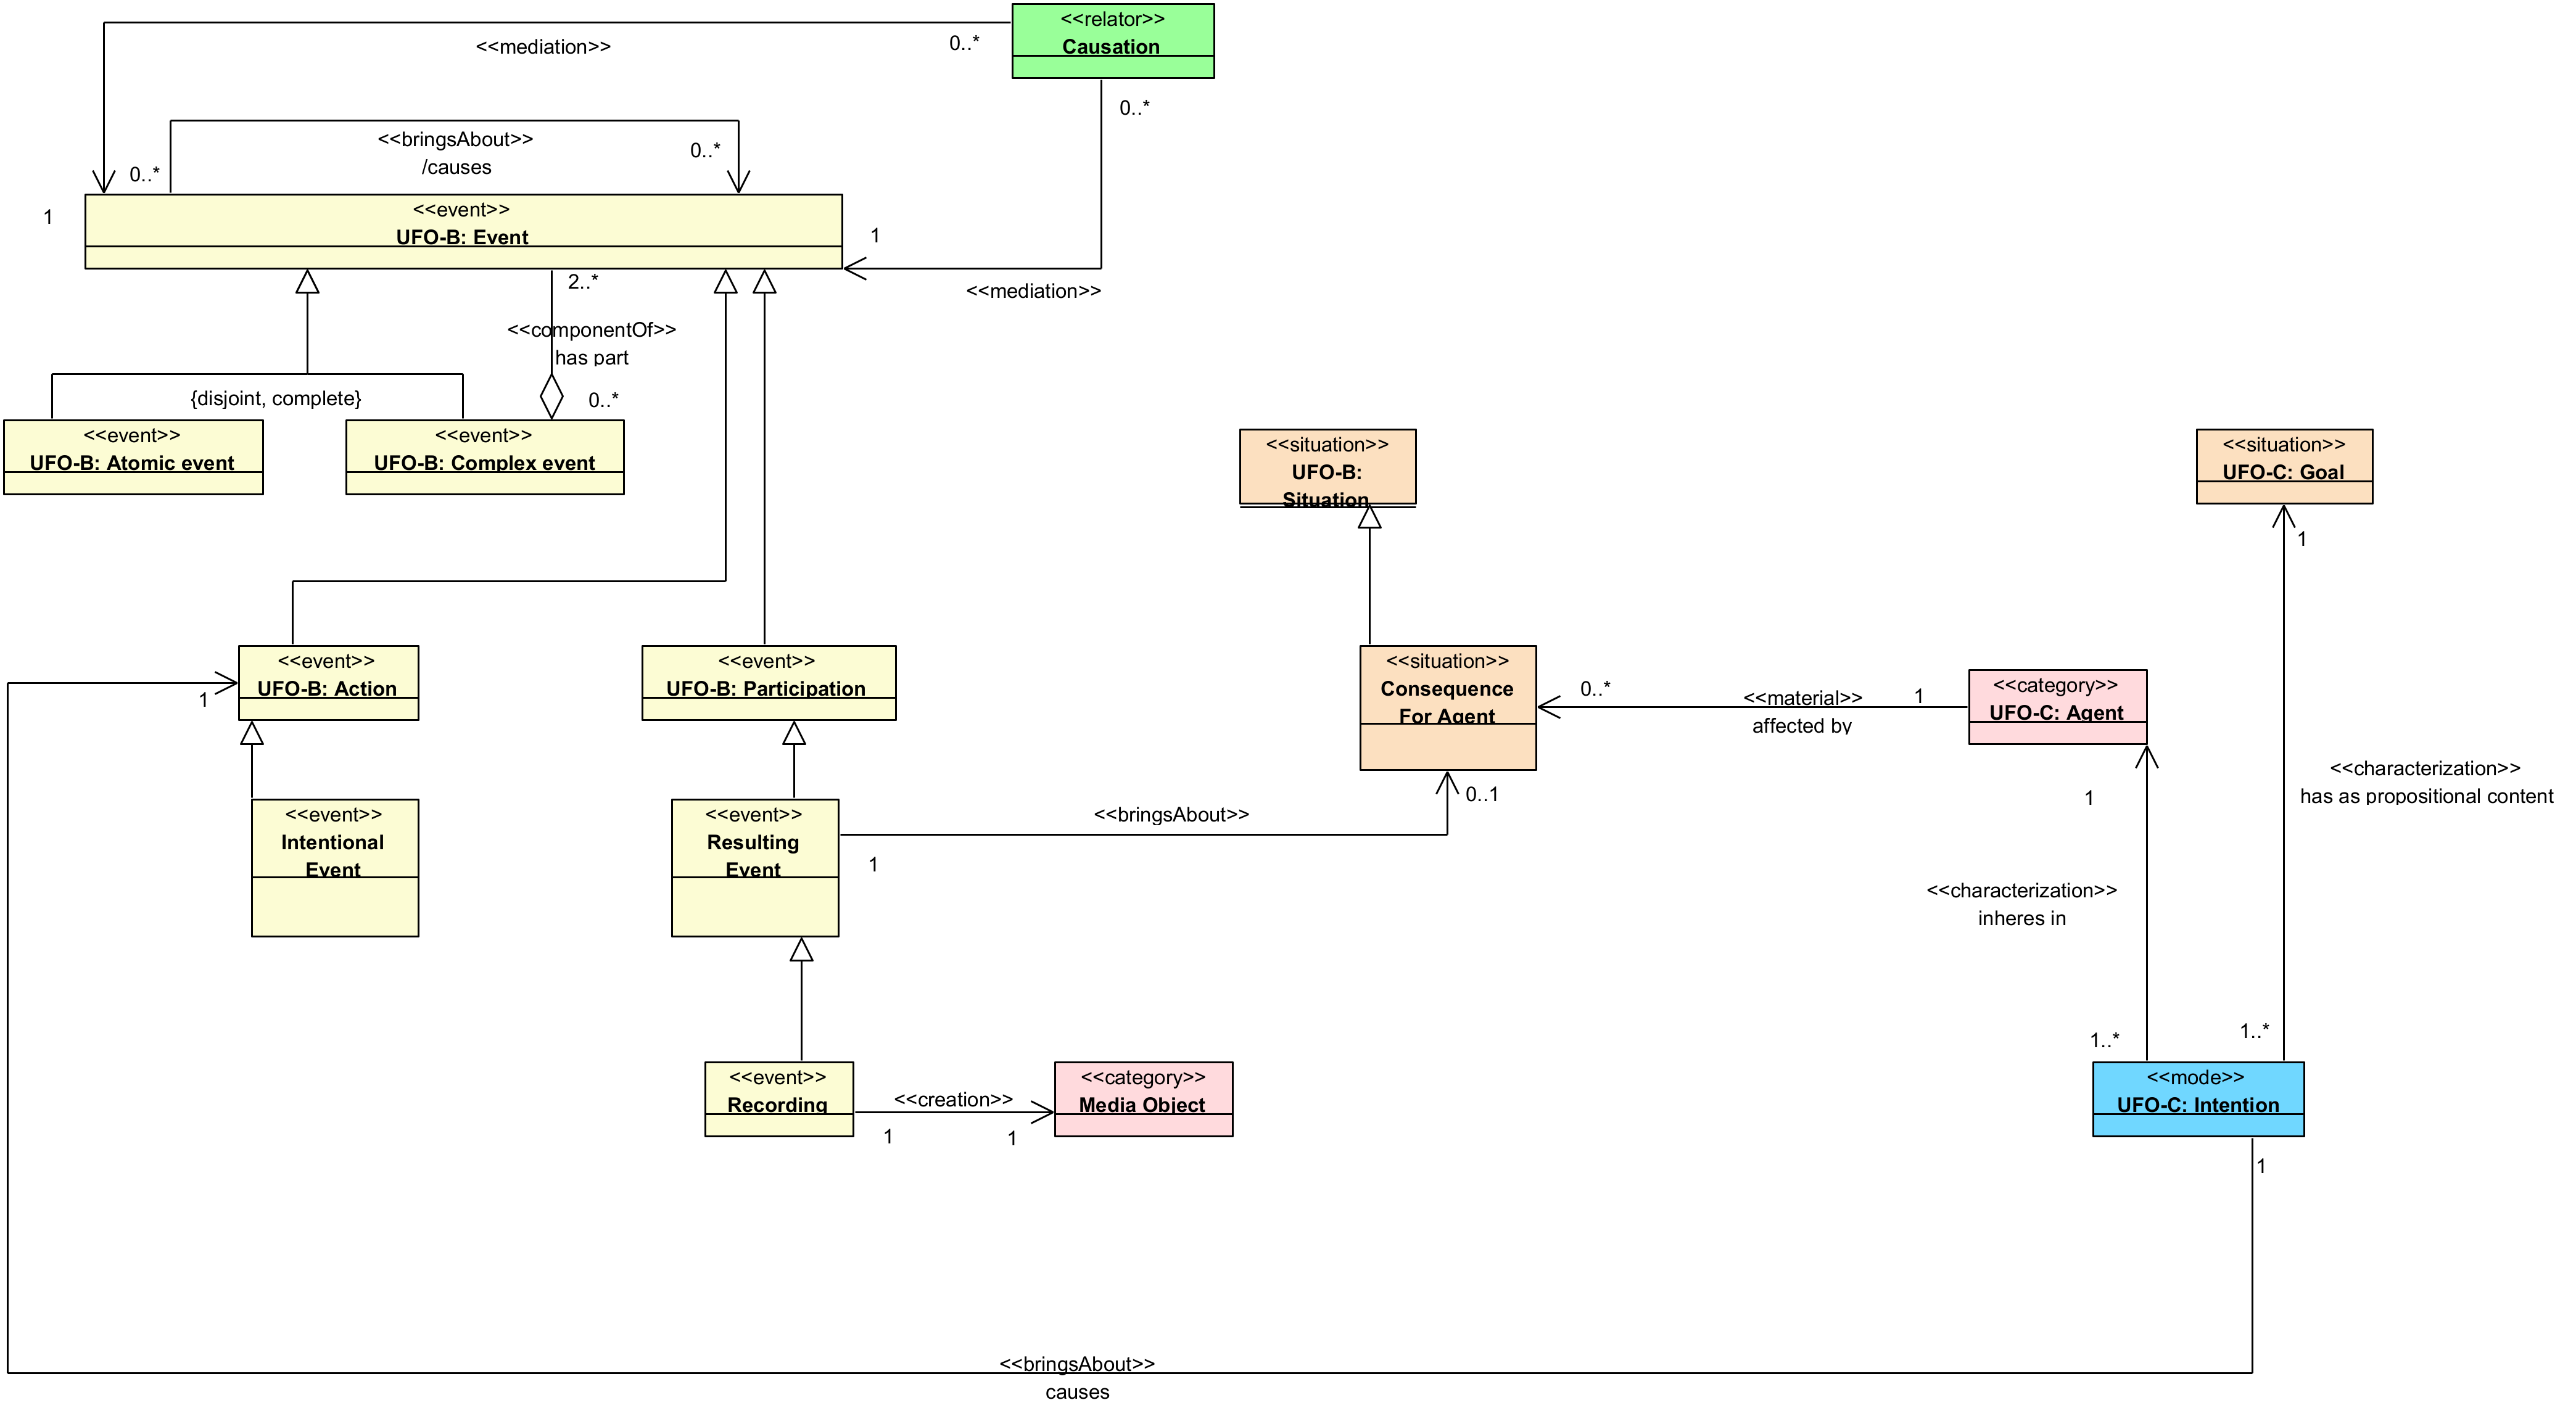 <<relator>>
Causation
<<mediation>>
0..*
0..*
<<bringsAbout>>
/causes
0..*
0..*
1
<<event>>
UFO-B: Event
1
<<mediation>>
2..*
<<componentOf>>
has part
0..*
{disjoint, complete}
<<event>>
UFO-B: Atomic event
<<event>>
UFO-B: Complex event
<<situation>>
UFO-B:
Situation
<<situation>>
UFO-C: Goal
1
<<event>>
UFO-B: Action
1
<<event>>
UFO-B: Participation
<<situation>>
Consequence
For Agent
0..*
<<material>>
affected by
1
<<category>>
UFO-C: Agent
<<characterization>>
has as propositional content
1
<<event>>
Intentional
Event
<<event>>
Resulting
Event
<<bringsAbout>>
0..1
1
<<characterization>>
inheres in
1..*
1..*
<<event>>
Recording
<<creation>>
1
1
<<category>>
Media Object
<<mode>>
UFO-C: Intention
1
<<bringsAbout>>
causes